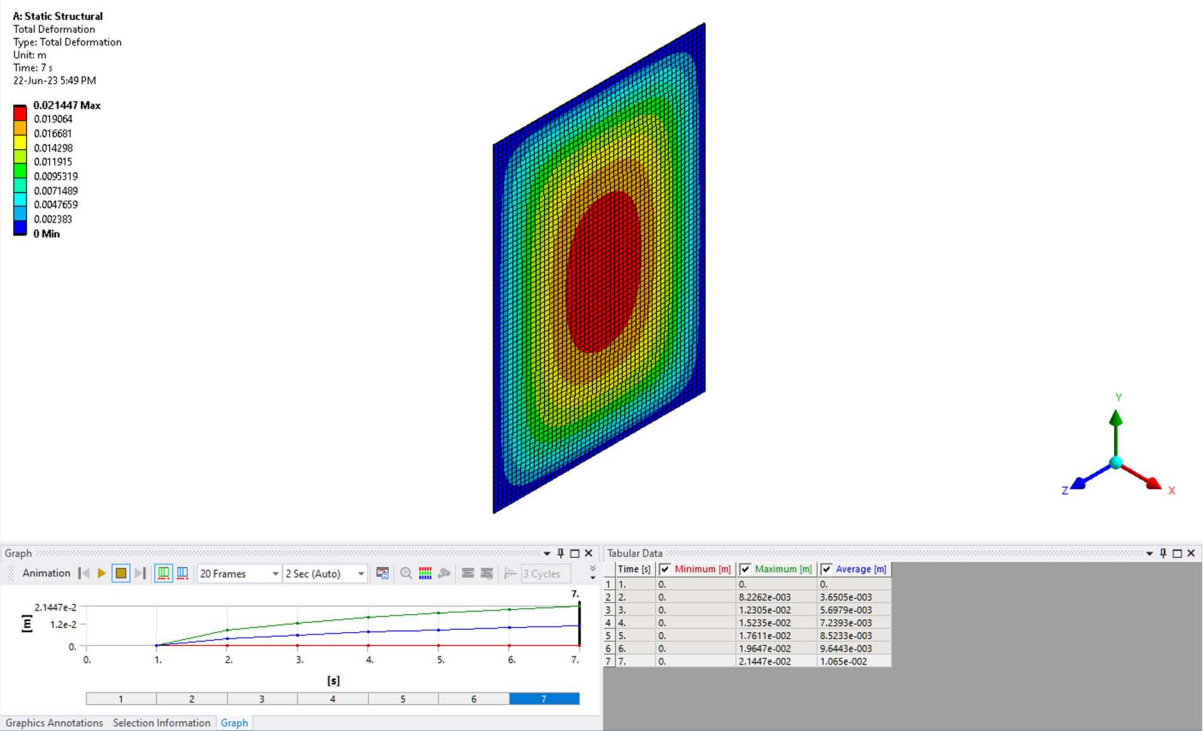 A: Static Structural
Total Deformation
Type: Total Deformation
Unit: m
Time: 7 s
22-Jun-23 5:49 PM
0.021447 Max
0.019064
0.016681
0.014298
0.011915
0.0095319
0.0071489
0.0047659
0.002383
0 Min
Y
Z
X
Graph
Animation 20 Frames 2 Sec (Auto) 3 Cycles
7.
2.1447e-2
1.2e-2
0.
[m]
0. 1. 2. 3. 4. 5. 6. 7.
[s]
1 2 3 4 5 6 7
Graphics Annotations Selection Information Graph
Tabular Data
Time [s] Minimum [m] Maximum [m] Average [m]
1 1. 0. 0. 0.
2 2. 0. 8.2262e-003 3.6505e-003
3 3. 0. 1.2305e-002 5.6979e-003
4 4. 0. 1.5235e-002 7.2393e-003
5 5. 0. 1.7611e-002 8.5233e-003
6 6. 0. 1.9647e-002 9.6443e-003
7 7. 0. 2.1447e-002 1.065e-002